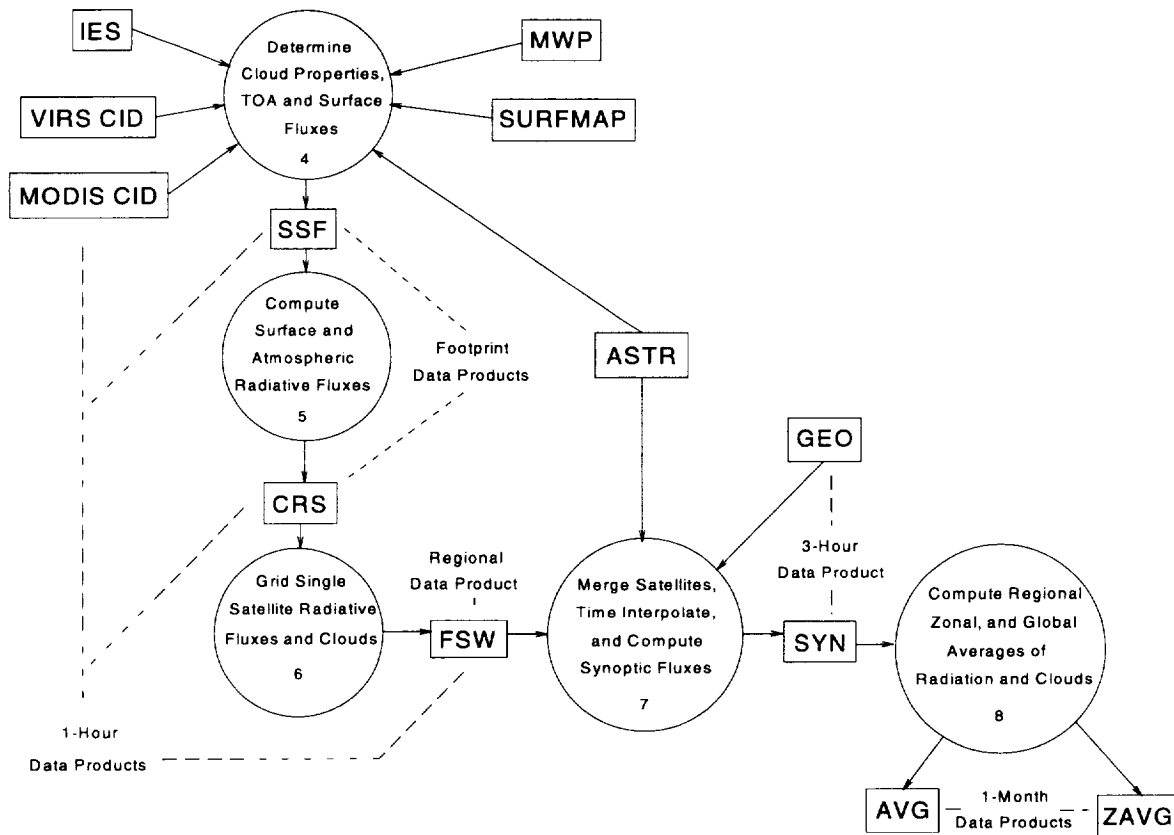 IES
Determine
Cloud Properties,
TOA and Surface
Fluxes
4
MWP
VIRS CID
SURFMAP
MODIS CID
SSF
Compute
Surface and
Atmospheric
Radiative Fluxes
5
Footprint
Data Products
ASTR
GEO
CRS
Grid Single
Satellite Radiative
Fluxes and Clouds
6
Regional
Data Product
FSW
Merge Satellites,
Time Interpolate,
and Compute
Synoptic Fluxes
7
3-Hour
Data Product
SYN
Compute Regional
Zonal, and Global
Averages of
Radiation and Clouds
8
1-Hour
Data Products
AVG
1-Month
Data Products
ZAVG